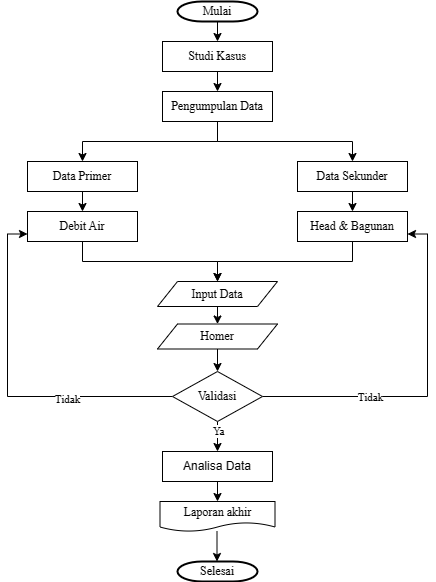 Mulai
Studi Kasus
Pengumpulan Data
Data Primer
Data Sekunder
Debit Air
Head & Bagunan
Input Data
Homer
Validasi
Tidak
Tidak
Ya
Analisa Data
Laporan akhir
Selesai